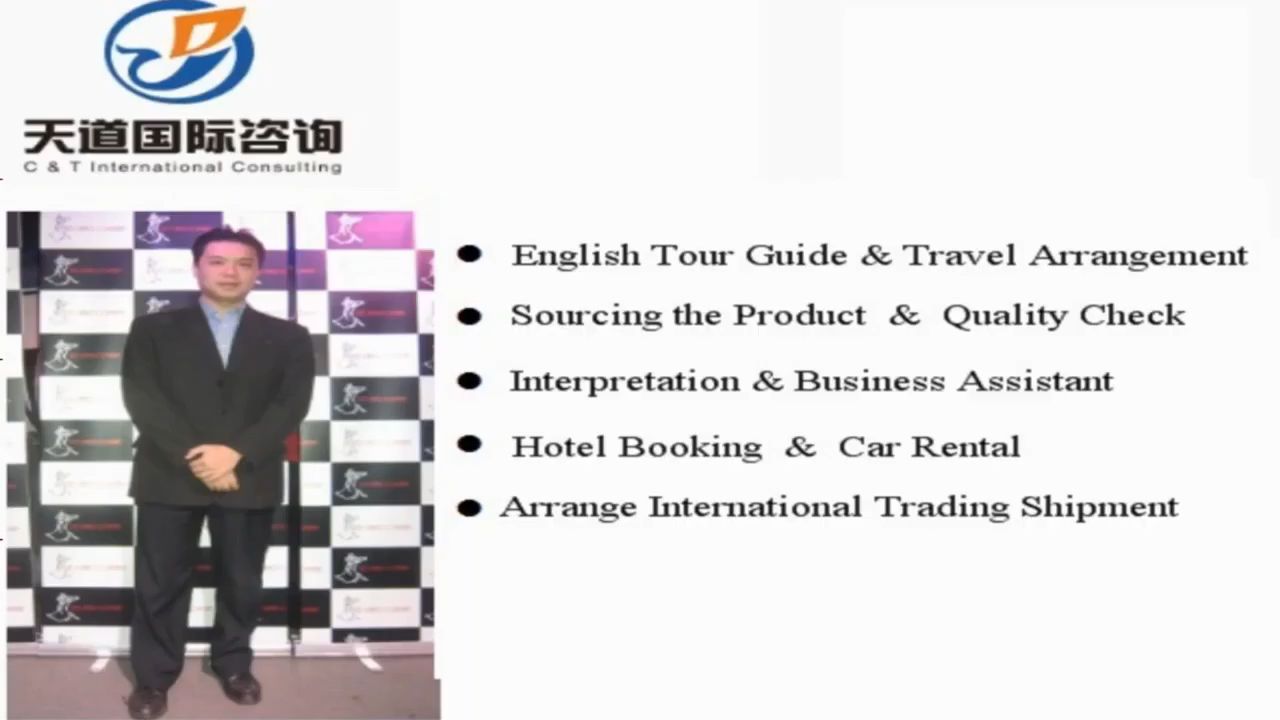 天道国际咨询
C & T International Consulting
English Tour Guide & Travel Arrangement
Sourcing the Product & Quality Check
Interpretation & Business Assistant
Hotel Booking & Car Rental
Arrange International Trading Shipment